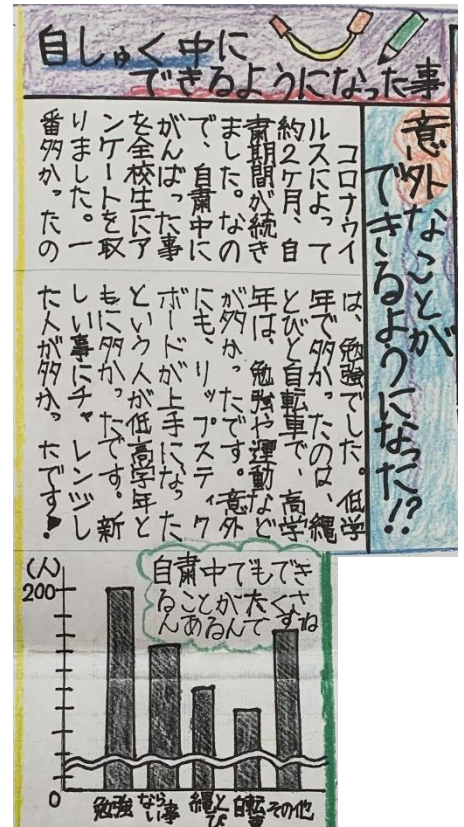 自しゅく中に
できるようになった事
意外なことが
できるようになった!?
コロナウイ
ルスによって
約2ケ月、自
粛期間が続き
ました。なの
で、自粛中に
がんばった事
を全校生にア
ンケートを取
りました。一
番多かったの
は、勉強でした。低学
年で多かったのは、縄
とびと自転車で、高学
年は、勉強や運動など
が多かったです。意外
にも、リップスティック
ボードが上手になった
という人が低高学年と
もに多かったです。新
しい事にチャレンジし
た人が多かったです!
自粛中でもでき
ることがたくさ
んあるんですね
(人)
200
0
勉強
なら
い事
縄と
び
自転
車
その他